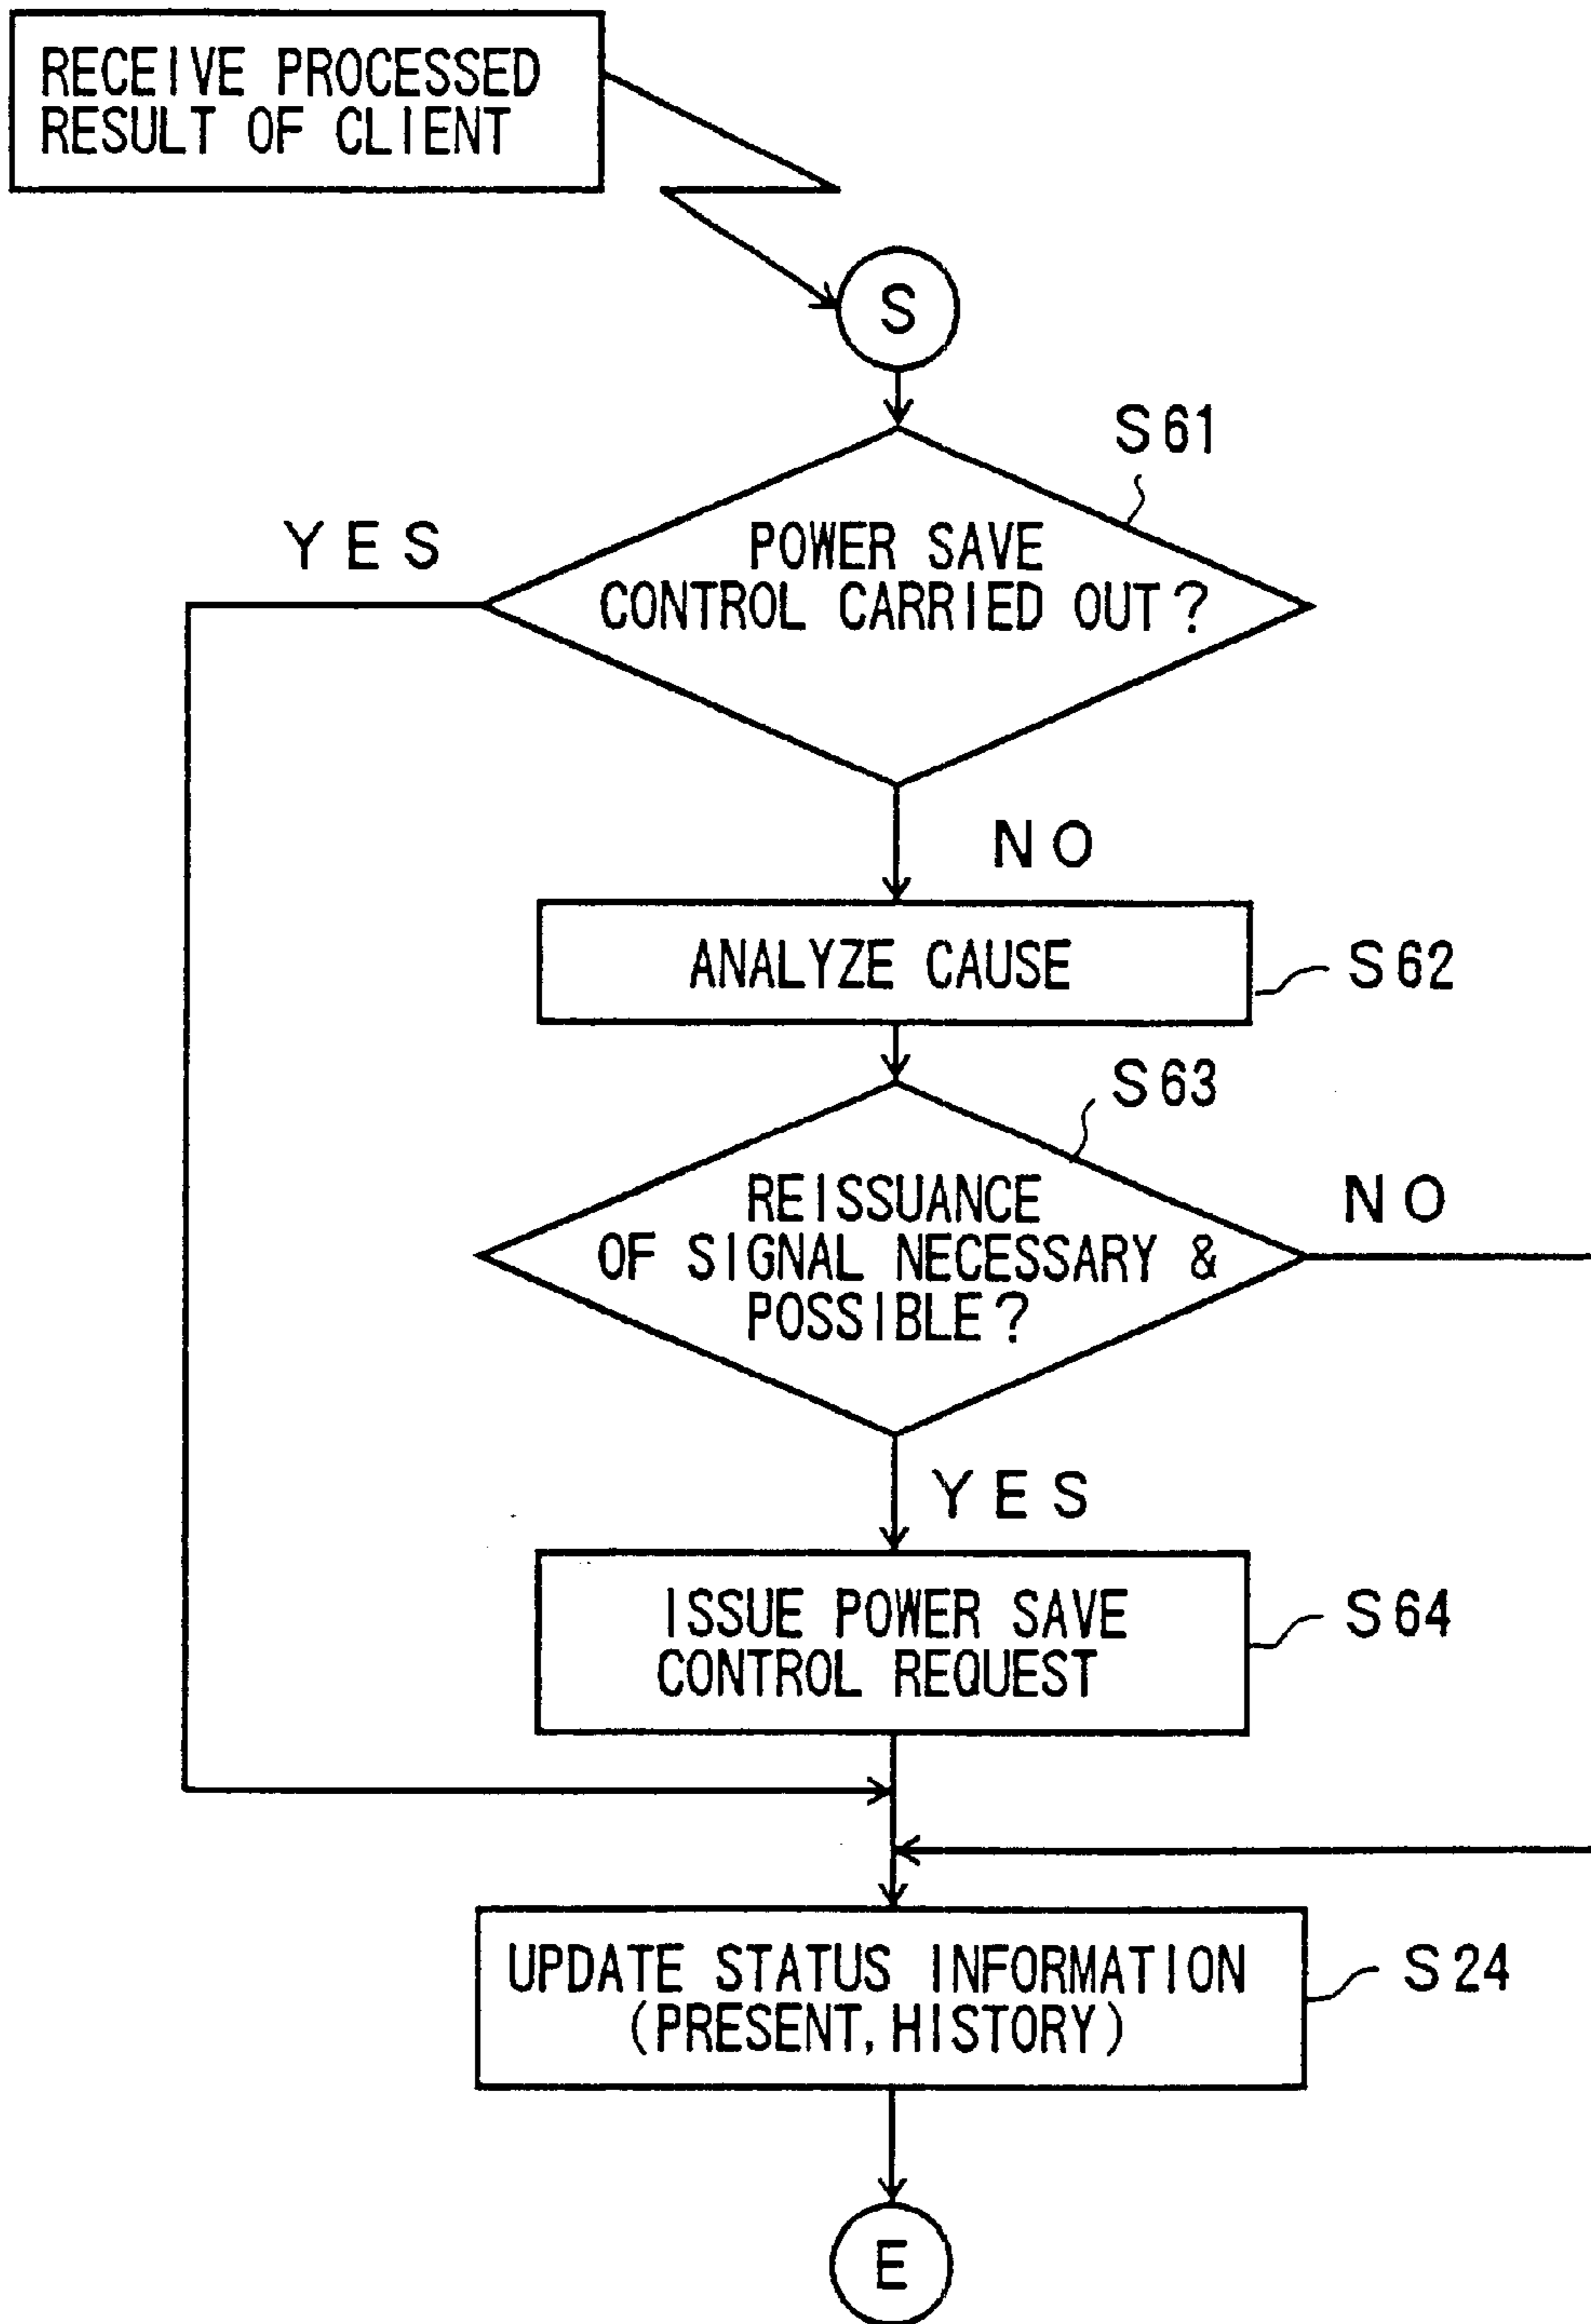 RECEIVE PROCESSED
RESULT OF CLIENT
S
S61
YES
POWER SAVE
CONTROL CARRIED OUT?
NO
ANALYZE CAUSE
S62
S63
REISSUANCE
OF SIGNAL NECESSARY &
POSSIBLE?
NO
YES
ISSUE POWER SAVE
CONTROL REQUEST
S64
UPDATE STATUS INFORMATION
(PRESENT, HISTORY)
S24
E